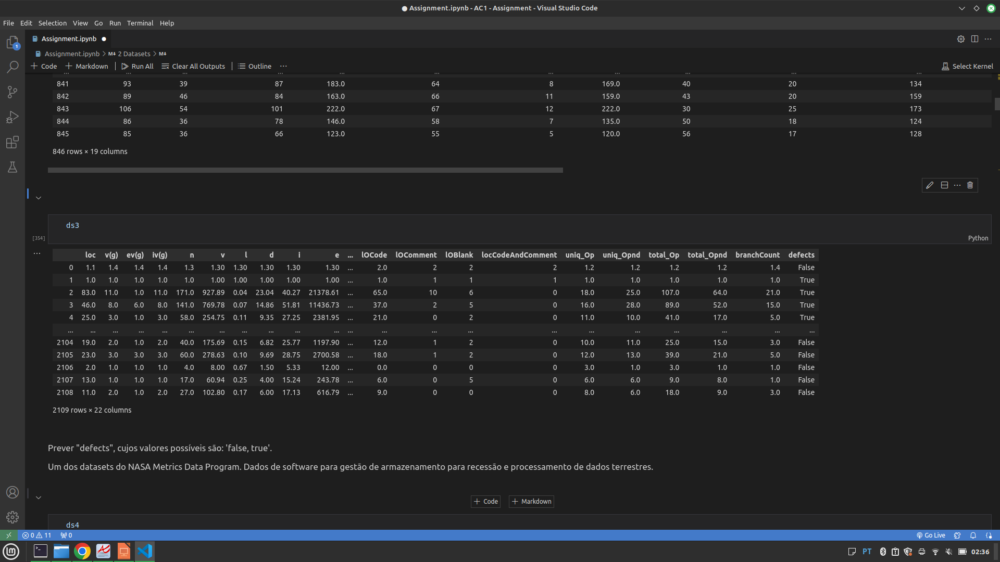 Assignment.ipynb - AC1 - Assignment - Visual Studio Code
File Edit Selection View Go Run Terminal Help
1
Assignment.ipynb
Assignment.ipynb > M↓ 2 Datasets > M↓
+ Code + Markdown Run All Clear All Outputs Outline ...
Select Kernel
... ... ... ... ... ... ... ... ... ... ...
841 93 39 87 183.0 64 8 169.0 40 20 134
842 89 46 84 163.0 66 11 159.0 43 20 159
843 106 54 101 222.0 67 12 222.0 30 25 173
844 86 36 78 146.0 58 7 135.0 50 18 124
845 85 36 66 123.0 55 5 120.0 56 17 128
846 rows × 19 columns
ds3
[354]
Python
loc v(g) ev(g) iv(g) n v l d i e ... lOCode lOComment lOBlank locCodeAndComment uniq_Op uniq_Opnd total_Op total_Opnd branchCount defects
0 1.1 1.4 1.4 1.4 1.3 1.30 1.30 1.30 1.30 1.30 ... 2.0 2 2 2 1.2 1.2 1.2 1.2 1.4 False
1 1.0 1.0 1.0 1.0 1.0 1.00 1.00 1.00 1.00 1.00 ... 1.0 1 1 1 1.0 1.0 1.0 1.0 1.0 True
2 83.0 11.0 1.0 11.0 171.0 927.89 0.04 23.04 40.27 21378.61 ... 65.0 10 6 0 18.0 25.0 107.0 64.0 21.0 True
3 46.0 8.0 6.0 8.0 141.0 769.78 0.07 14.86 51.81 11436.73 ... 37.0 2 5 0 16.0 28.0 89.0 52.0 15.0 True
4 25.0 3.0 1.0 3.0 58.0 254.75 0.11 9.35 27.25 2381.95 ... 21.0 0 2 0 11.0 10.0 41.0 17.0 5.0 True
... ... ... ... ... ... ... ... ... ... ... ... ... ... ... ... ... ... ... ... ... ...
2104 19.0 2.0 1.0 2.0 40.0 175.69 0.15 6.82 25.77 1197.90 ... 12.0 1 2 0 10.0 11.0 25.0 15.0 3.0 False
2105 23.0 3.0 3.0 3.0 60.0 278.63 0.10 9.69 28.75 2700.58 ... 18.0 1 2 0 12.0 13.0 39.0 21.0 5.0 False
2106 2.0 1.0 1.0 1.0 4.0 8.00 0.67 1.50 5.33 12.00 ... 0.0 0 0 0 3.0 1.0 3.0 1.0 1.0 False
2107 13.0 1.0 1.0 1.0 17.0 60.94 0.25 4.00 15.24 243.78 ... 6.0 0 5 0 6.0 6.0 9.0 8.0 1.0 False
2108 11.0 2.0 1.0 2.0 27.0 102.80 0.17 6.00 17.13 616.79 ... 9.0 0 0 0 8.0 6.0 18.0 9.0 3.0 False
2109 rows × 22 columns
Prever "defects", cujos valores possíveis são: 'false, true'.
Um dos datasets do NASA Metrics Data Program. Dados de software para gestão de armazenamento para recessão e processamento de dados terrestres.
+ Code + Markdown
ds4
0 11 0 Go Live
PT 02:36